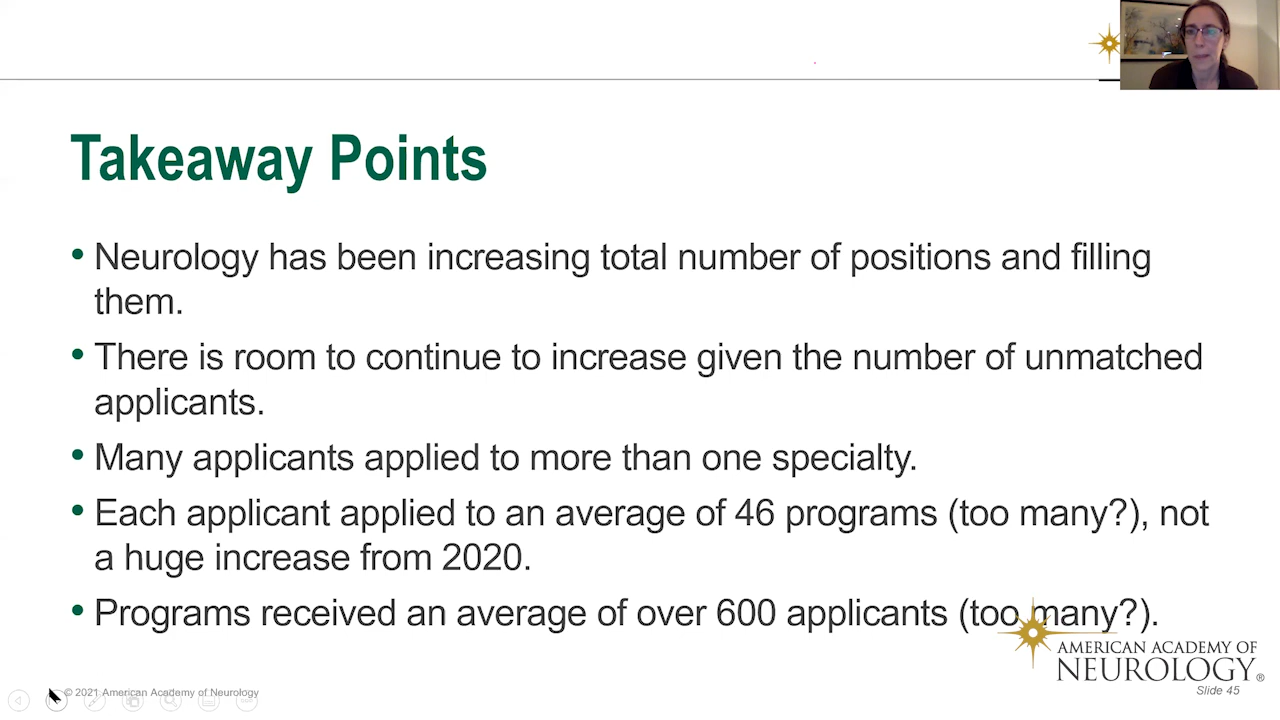 Takeaway Points
• Neurology has been increasing total number of positions and filling
them.
• There is room to continue to increase given the number of unmatched
applicants.
• Many applicants applied to more than one specialty.
• Each applicant applied to an average of 46 programs (too many?), not
a huge increase from 2020.
• Programs received an average of over 600 applicants (too many?).
AMERICAN ACADEMY OF
NEUROLOGY®
© 2021 American Academy of Neurology
Slide 45